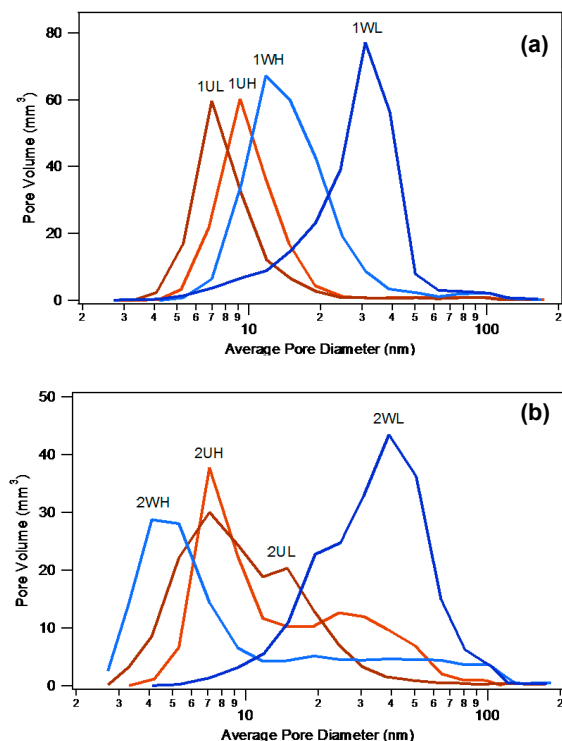 (a)
1WL
1WH
1UL
1UH
80
60
40
20
0
Pore Volume (mm³)
2 3 4 5 6 7 8 9 10 2 3 4 5 6 7 8 9 100 2
Average Pore Diameter (nm)
(b)
2WL
2UH
2WH
2UL
50
40
30
20
10
0
Pore Volume (mm³)
2 3 4 5 6 7 8 9 10 2 3 4 5 6 7 8 9 100 2
Average Pore Diameter (nm)